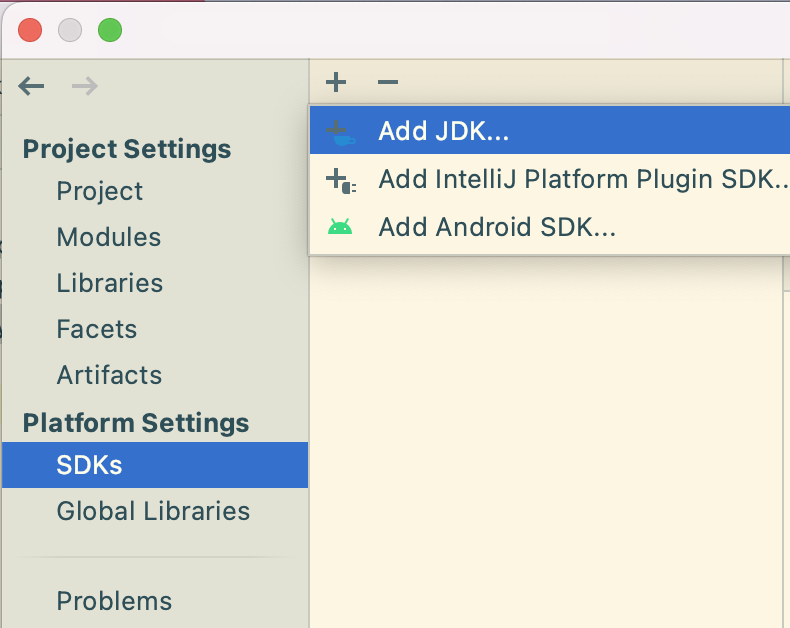 Project Settings
Project
Modules
Libraries
Facets
Artifacts
Platform Settings
SDKs
Global Libraries
Problems
Add JDK...
Add IntelliJ Platform Plugin SDK..
Add Android SDK...